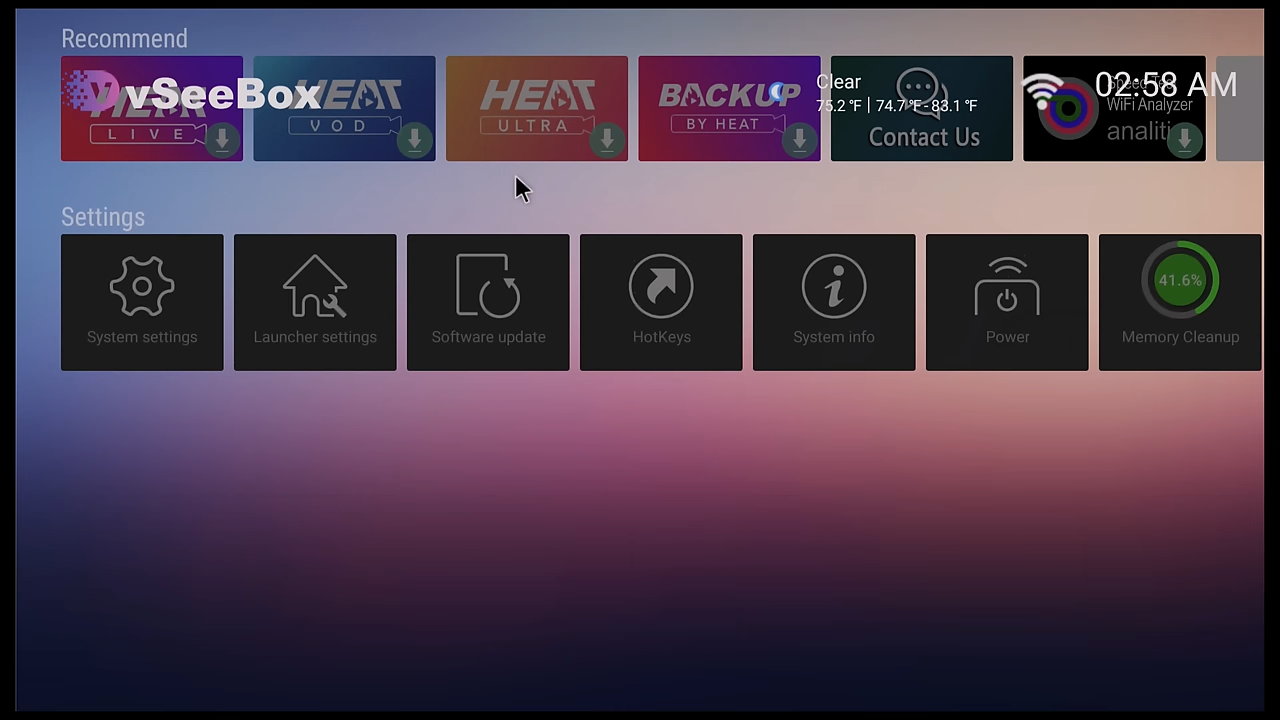 Recommend
vSeeBox
HEAT
LIVE
HEAT
VOD
HEAT
ULTRA
BACKUP
BY HEAT
Clear
75.2 °F | 74.7 °F - 83.1 °F
Contact Us
02:58 AM
WiFi Analyzer
analiti
Settings
System settings
Launcher settings
Software update
HotKeys
System info
Power
41.6%
Memory Cleanup